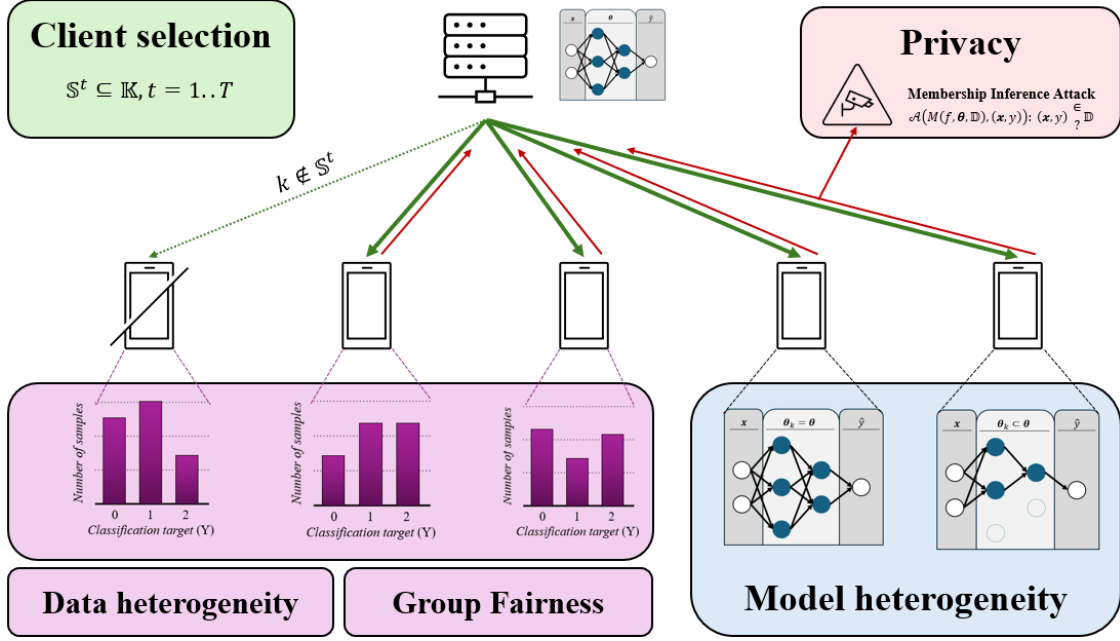 Client selection
𝕊ᵗ ⊆ 𝕂, t = 1..T
x θ ŷ
Privacy
Membership Inference Attack
𝒜(M(f, θ, 𝔻), (x, y)): (x, y) ∈? 𝔻
k ∉ 𝕊ᵗ
Number of samples
0 1 2
Classification target (Y)
Number of samples
0 1 2
Classification target (Y)
Number of samples
0 1 2
Classification target (Y)
x θₖ = θ ŷ
x θₖ ⊂ θ ŷ
Data heterogeneity
Group Fairness
Model heterogeneity